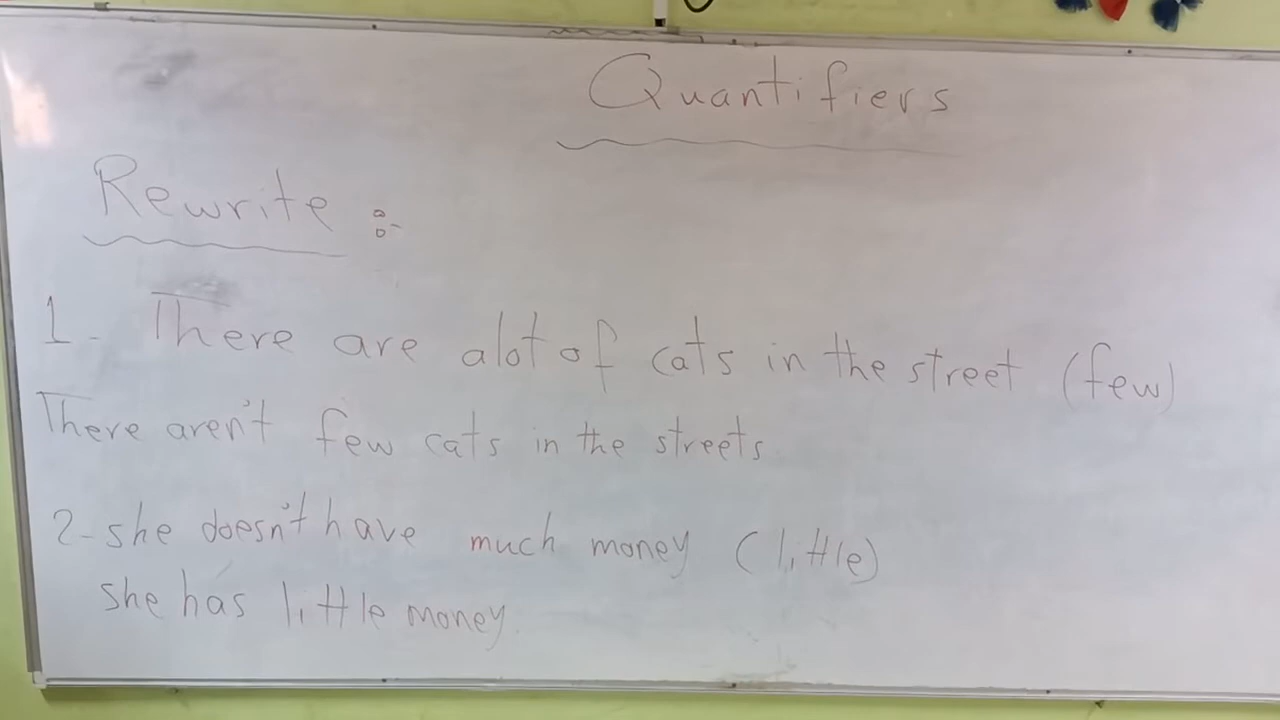 Quantifiers
Rewrite :-
1- There are alot of cats in the street (few)
There aren't few cats in the streets
2- she doesn't have much money (little)
she has little money.